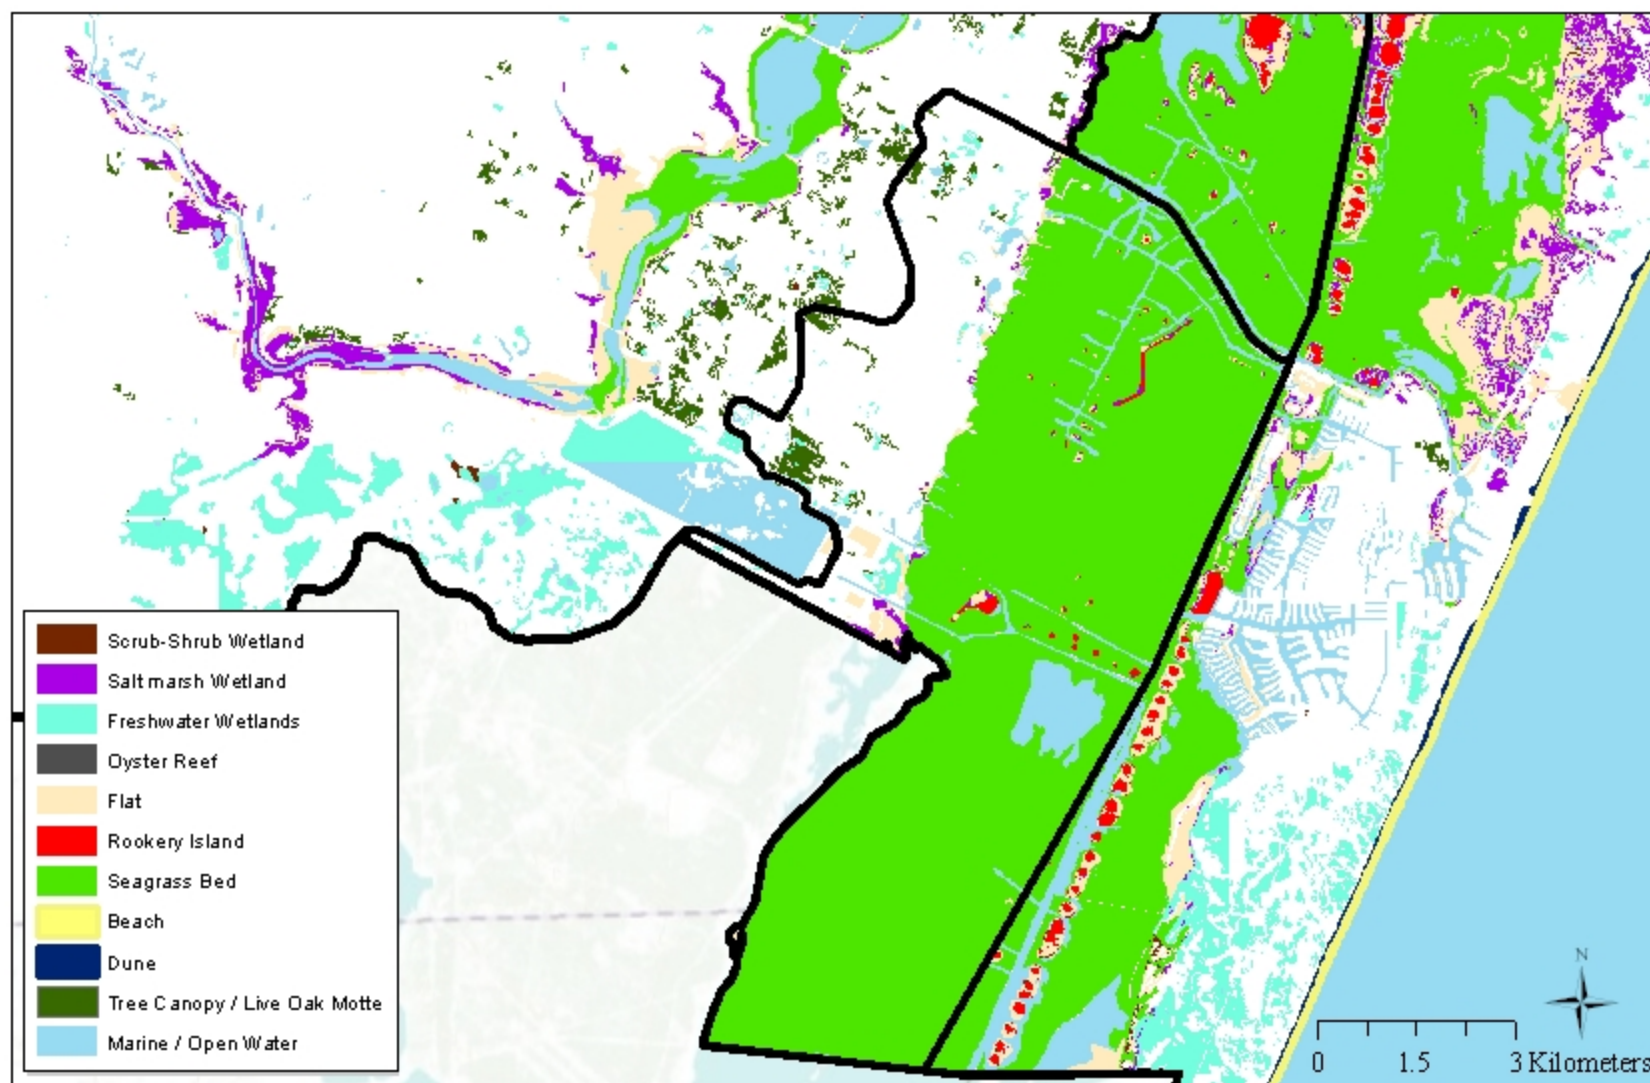 Scrub-Shrub Wetland
Salt marsh Wetland
Freshwater Wetlands
Oyster Reef
Flat
Rookery Island
Seagrass Bed
Beach
Dune
Tree Canopy / Live Oak Motte
Marine / Open Water
N
0 1.5 3 Kilometers